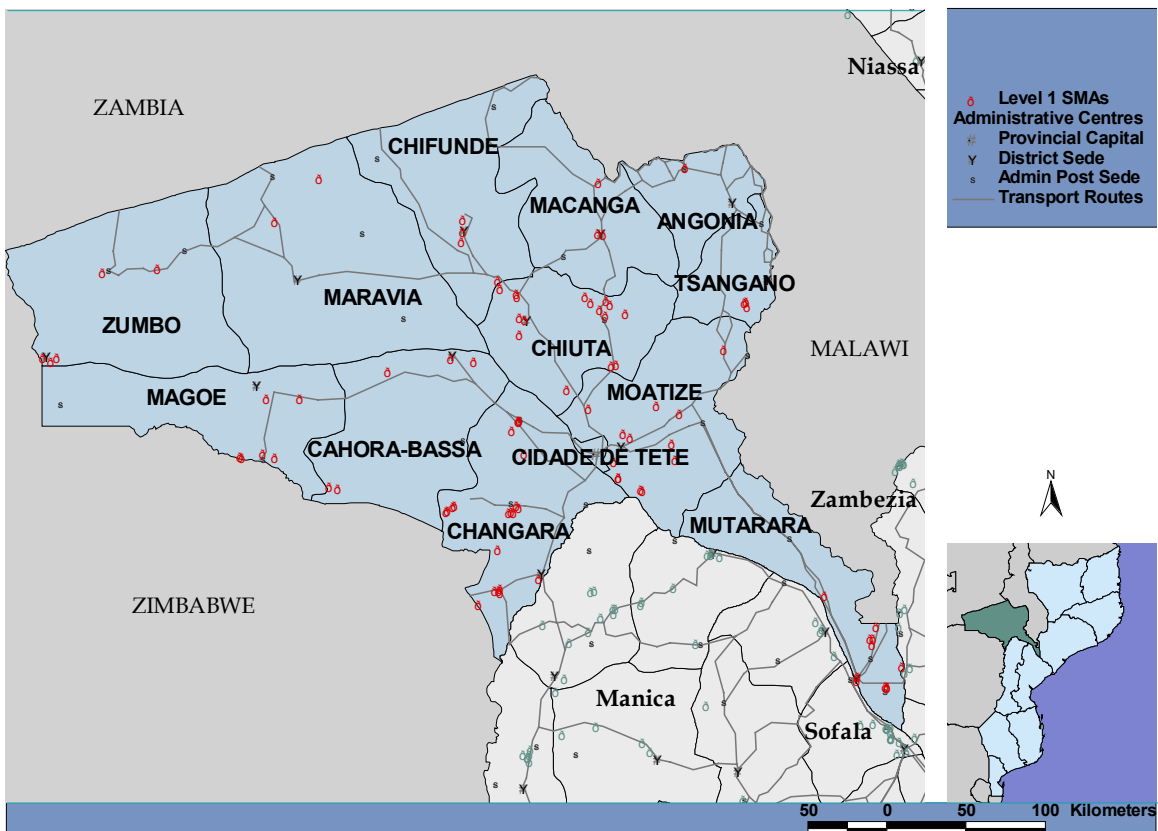 Niassa
ZAMBIA
Level 1 SMAs
Administrative Centres
Provincial Capital
District Sede
Admin Post Sede
Transport Routes
CHIFUNDE
MACANGA
ANGONIA
TSANGANO
MARAVIA
ZUMBO
CHIUTA
MALAWI
MAGOE
MOATIZE
CAHORA-BASSA
CIDADE DE TETE
N
Zambezia
CHANGARA
MUTARARA
ZIMBABWE
Manica
Sofala
50 0 50 100 Kilometers